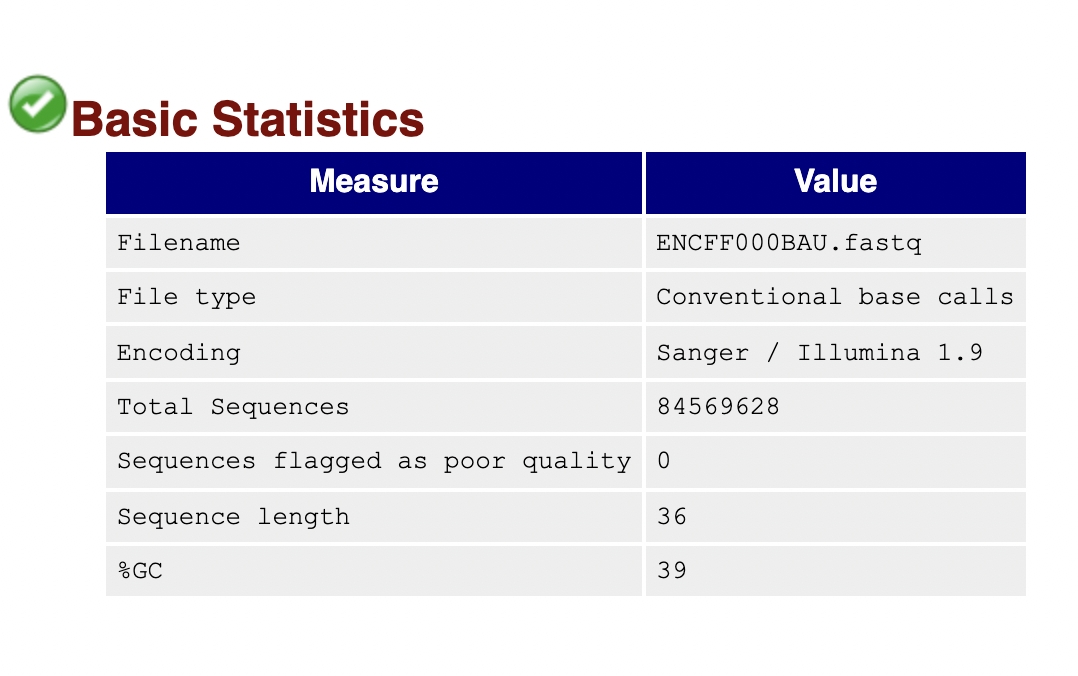 Basic Statistics
Measure Value
Filename ENCFF000BAU.fastq
File type Conventional base calls
Encoding Sanger / Illumina 1.9
Total Sequences 84569628
Sequences flagged as poor quality 0
Sequence length 36
%GC 39